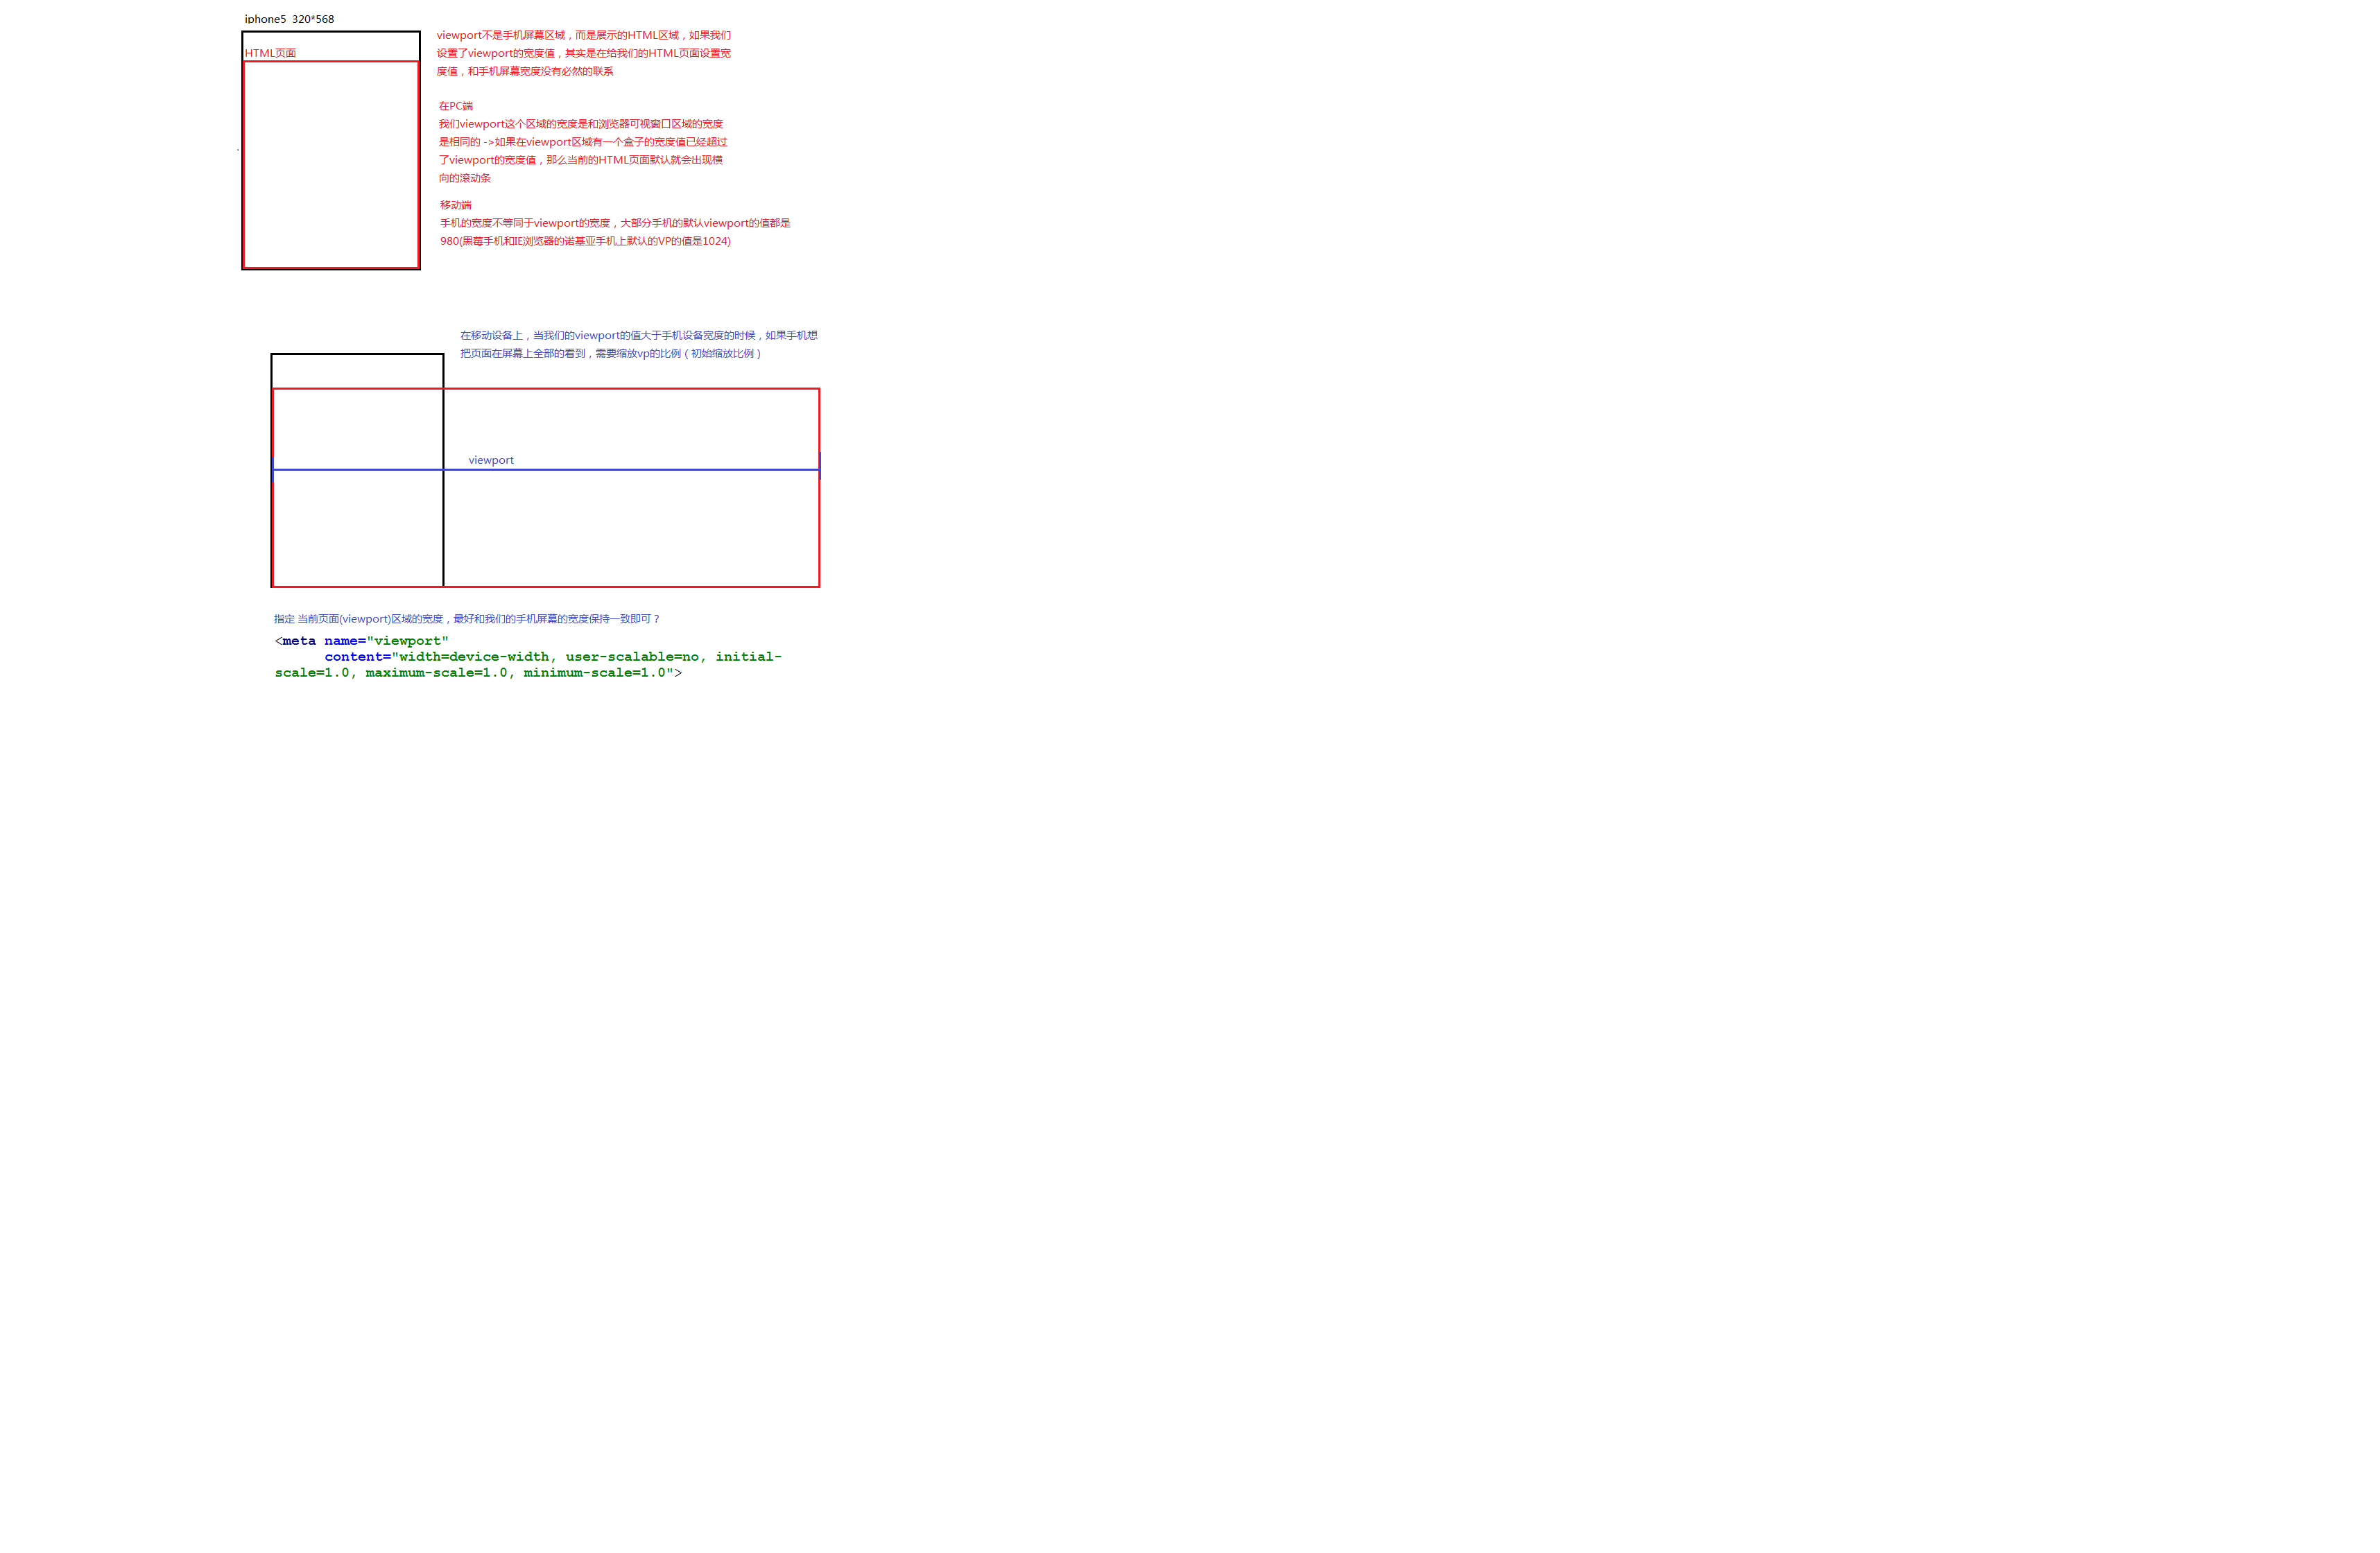 iphone5 320*568
HTML页面
viewport不是手机屏幕区域，而是展示的HTML区域，如果我们
设置了viewport的宽度值，其实是在给我们的HTML页面设置宽
度值，和手机屏幕宽度没有必然的联系
在PC端
我们viewport这个区域的宽度是和浏览器可视窗口区域的宽度
是相同的 ->如果在viewport区域有一个盒子的宽度值已经超过
了viewport的宽度值，那么当前的HTML页面默认就会出现横
向的滚动条
移动端
手机的宽度不等同于viewport的宽度，大部分手机的默认viewport的值都是
980(黑莓手机和IE浏览器的诺基亚手机上默认的VP的值是1024)
在移动设备上，当我们的viewport的值大于手机设备宽度的时候，如果手机想
把页面在屏幕上全部的看到，需要缩放vp的比例（初始缩放比例）
viewport
指定 当前页面(viewport)区域的宽度，最好和我们的手机屏幕的宽度保持一致即可？
<meta name="viewport"
content="width=device-width, user-scalable=no, initial-
scale=1.0, maximum-scale=1.0, minimum-scale=1.0">